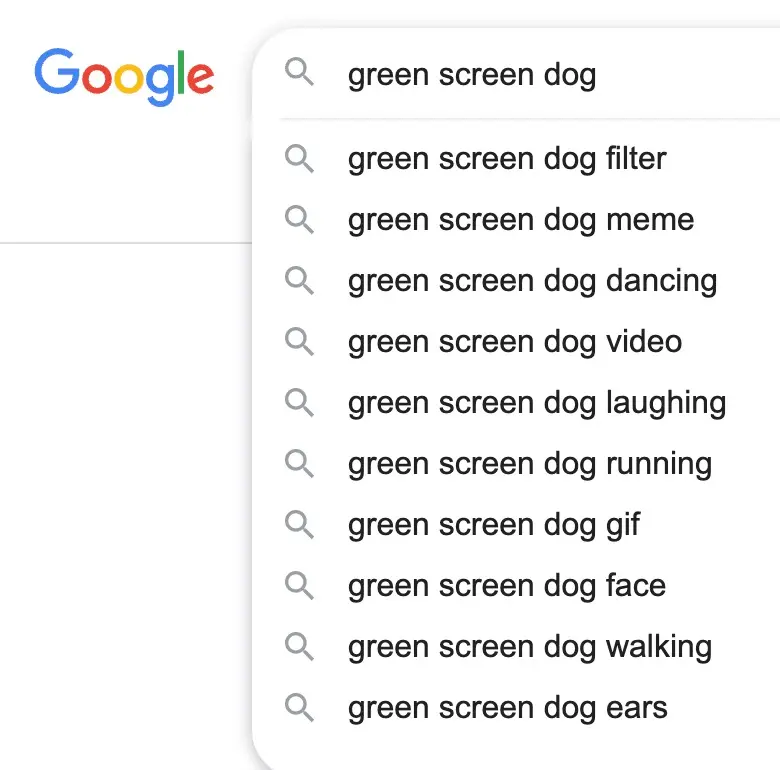 Google
green screen dog
green screen dog filter
green screen dog meme
green screen dog dancing
green screen dog video
green screen dog laughing
green screen dog running
green screen dog gif
green screen dog face
green screen dog walking
green screen dog ears